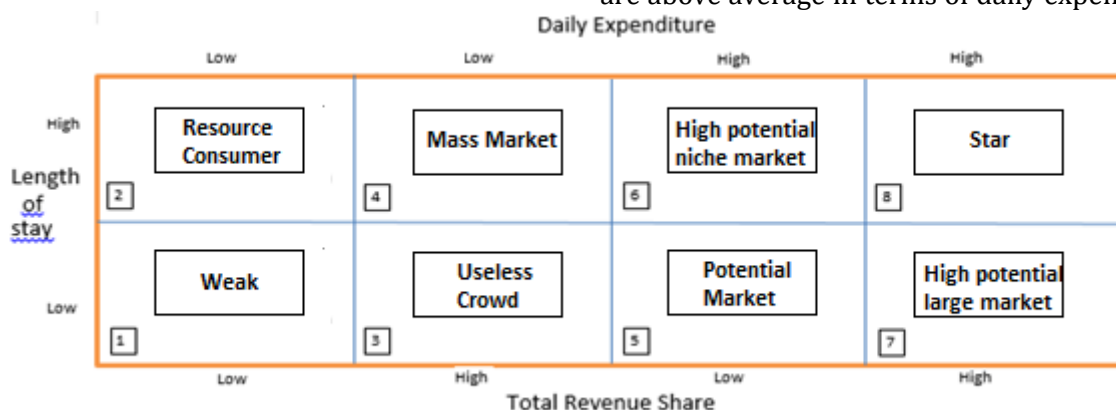 are above average in terms of daily expen
Daily Expenditure
Low Low High High
High
Resource
Consumer
Mass Market
High potential
niche market
Star
Length
of
stay
2 4 6 8
Weak
Useless
Crowd
Potential
Market
High potential
large market
Low
1 3 5 7
Low High Low High
Total Revenue Share